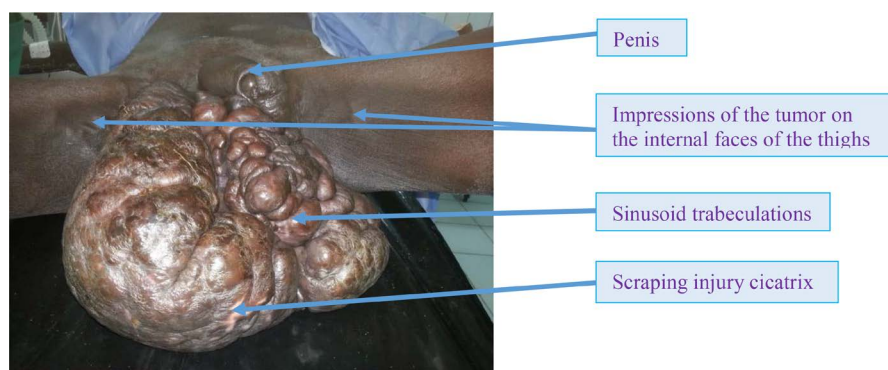 Penis
Impressions of the tumor on
the internal faces of the thighs
Sinusoid trabeculations
Scraping injury cicatrix